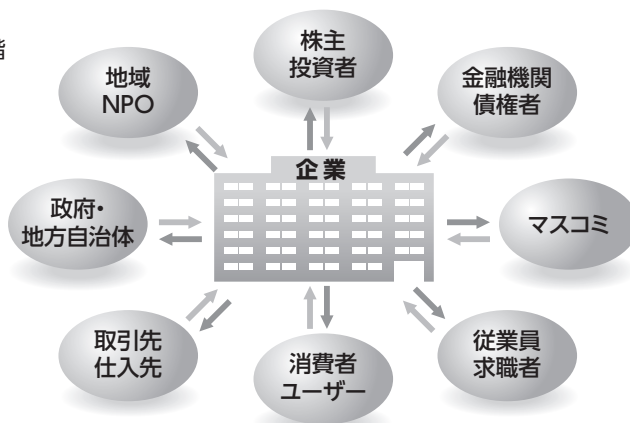 皆
株主
投資者
地域
NPO
金融機関
債権者
企業
政府・
地方自治体
マスコミ
取引先
仕入先
消費者
ユーザー
従業員
求職者